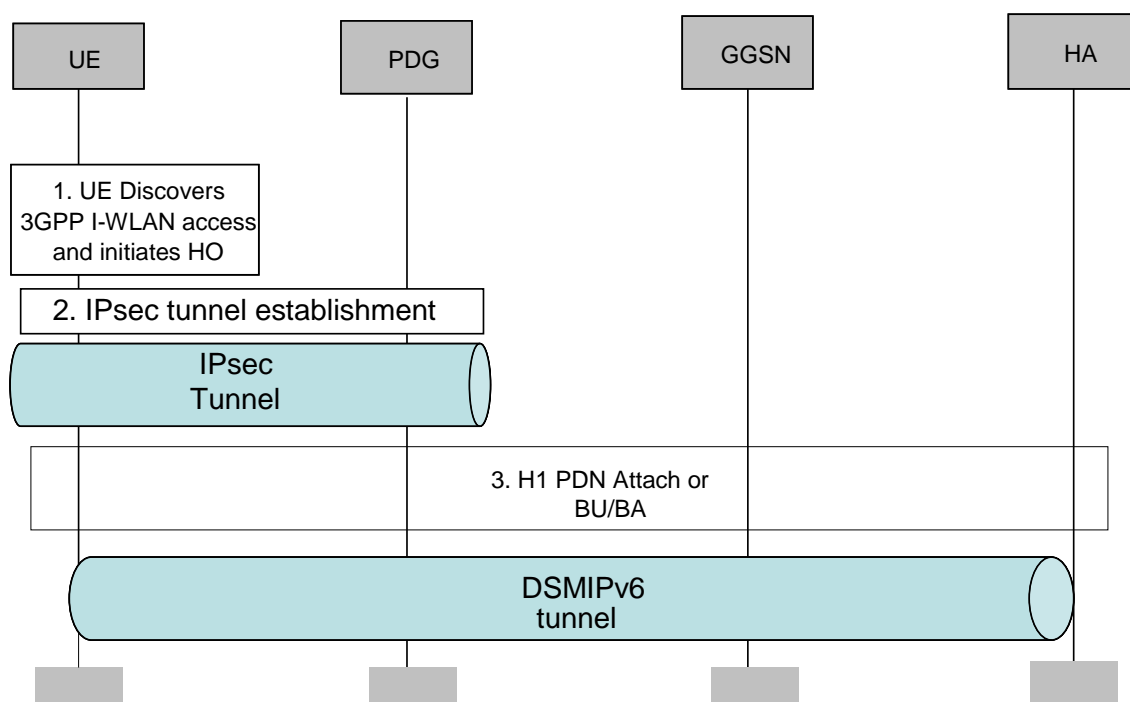 UE
PDG
GGSN
HA
1. UE Discovers
3GPP I-WLAN access
and initiates HO
2. IPsec tunnel establishment
IPsec
Tunnel
3. H1 PDN Attach or
BU/BA
DSMIPv6
tunnel